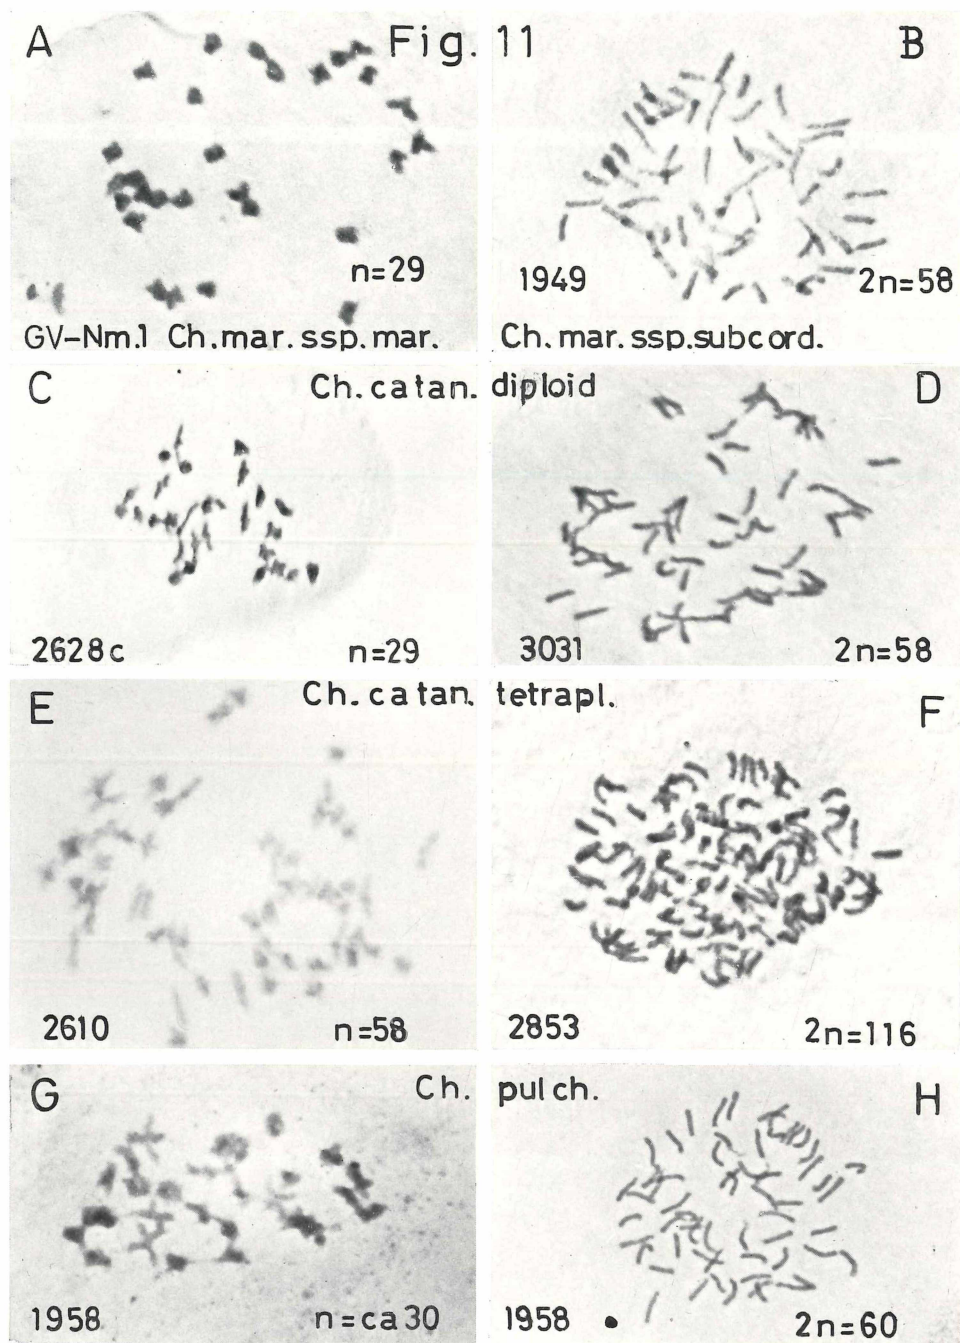 A Fig. 11 B
n=29
1949 2n=58
GV-Nm.1 Ch.mar.ssp.mar. Ch.mar.ssp.subcord.
C Ch.catan. diploid D
2628c n=29 3031 2n=58
E Ch.catan. tetrapl. F
2610 n=58 2853 2n=116
G Ch. pulch. H
1958 n=ca30 1958 2n=60